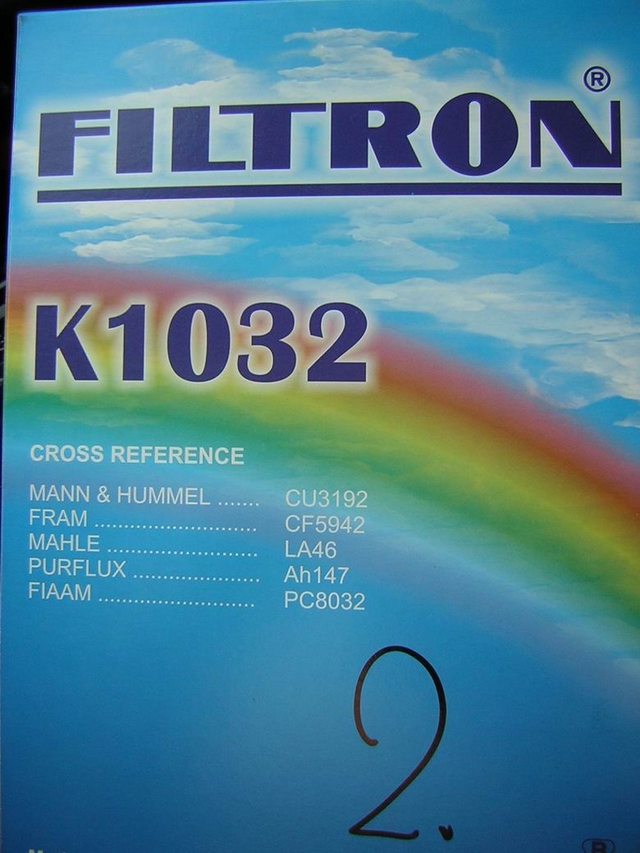 FILTRON®
K1032
CROSS REFERENCE
MANN & HUMMEL ....... CU3192
FRAM .......................... CF5942
MAHLE ........................ LA46
PURFLUX .................... Ah147
FIAAM ......................... PC8032
2.